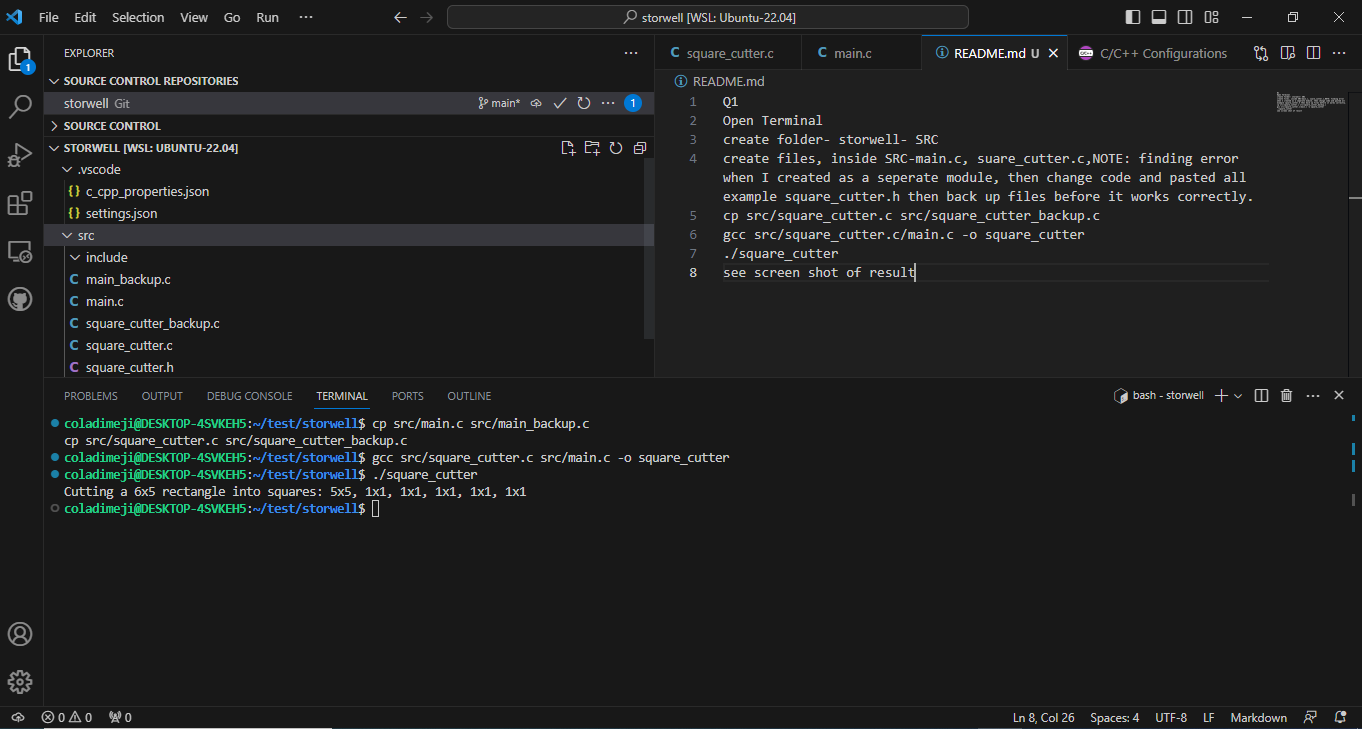 File Edit Selection View Go Run ···
storwell [WSL: Ubuntu-22.04]
EXPLORER
SOURCE CONTROL REPOSITORIES
storwell Git main* 1
SOURCE CONTROL
STORWELL [WSL: UBUNTU-22.04]
.vscode
{} c_cpp_properties.json
{} settings.json
src
include
C main_backup.c
C main.c
C square_cutter_backup.c
C square_cutter.c
C square_cutter.h
1
C square_cutter.c C main.c README.md U C/C++ Configurations
README.md
1 Q1
2 Open Terminal
3 create folder- storwell- SRC
4 create files, inside SRC-main.c, suare_cutter.c,NOTE: finding error
when I created as a seperate module, then change code and pasted all
example square_cutter.h then back up files before it works correctly.
5 cp src/square_cutter.c src/square_cutter_backup.c
6 gcc src/square_cutter.c/main.c -o square_cutter
7 ./square_cutter
8 see screen shot of result
PROBLEMS OUTPUT DEBUG CONSOLE TERMINAL PORTS OUTLINE
bash - storwell
coladimeji@DESKTOP-4SVKEH5:~/test/storwell$ cp src/main.c src/main_backup.c
cp src/square_cutter.c src/square_cutter_backup.c
coladimeji@DESKTOP-4SVKEH5:~/test/storwell$ gcc src/square_cutter.c src/main.c -o square_cutter
coladimeji@DESKTOP-4SVKEH5:~/test/storwell$ ./square_cutter
Cutting a 6x5 rectangle into squares: 5x5, 1x1, 1x1, 1x1, 1x1, 1x1
coladimeji@DESKTOP-4SVKEH5:~/test/storwell$
0 0 0
Ln 8, Col 26 Spaces: 4 UTF-8 LF Markdown